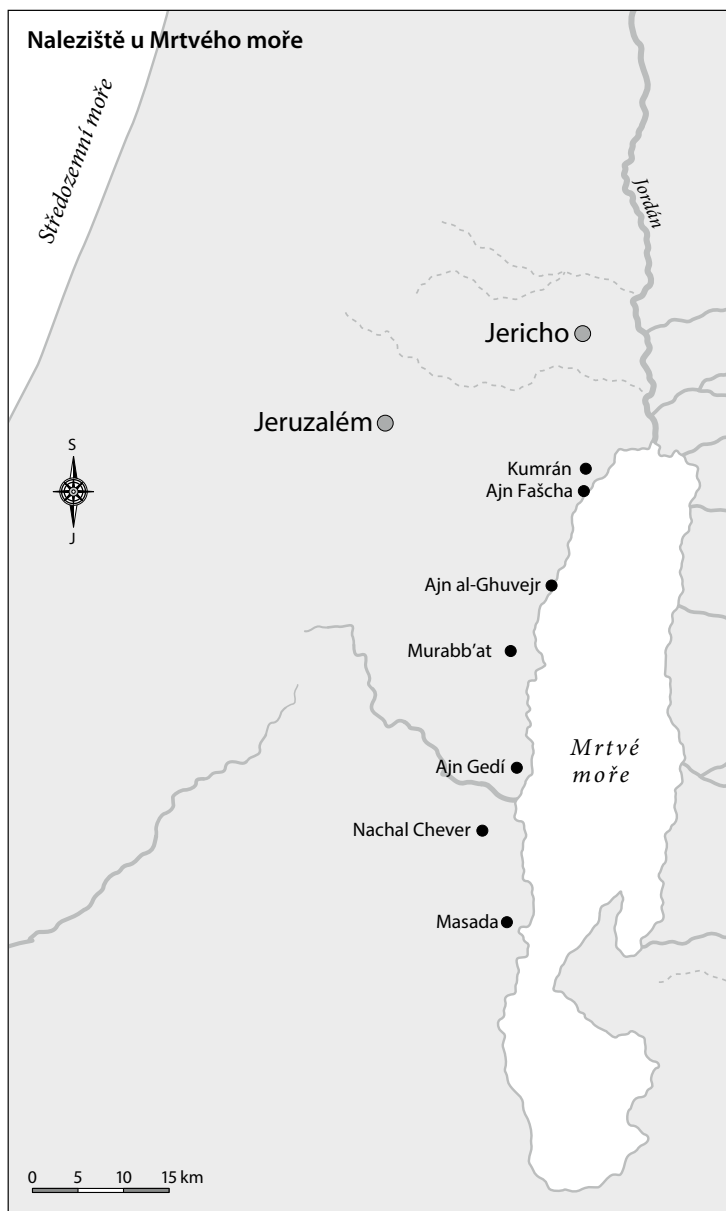 Naleziště u Mrtvého moře
Středozemní moře
Jordán
Jericho
Jeruzalém
S
J
Kumrán
Ajn Fašcha
Ajn al-Ghuvejr
Murabb’at
Mrtvé
moře
Ajn Gedí
Nachal Chever
Masada
0 5 10 15 km